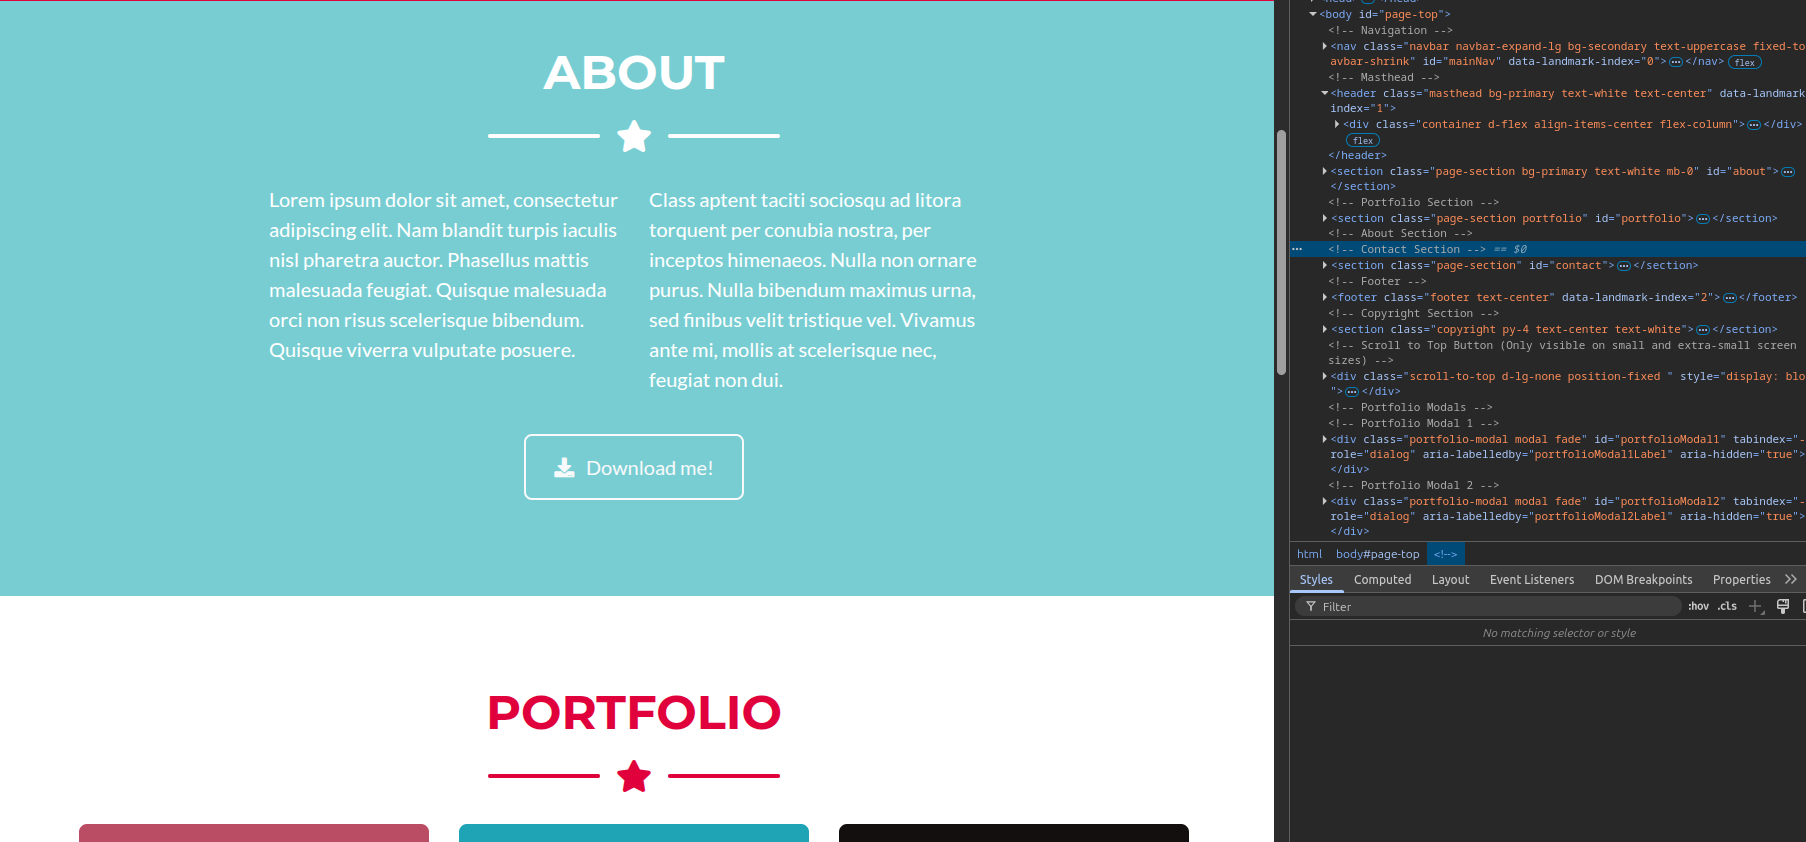 ABOUT
Lorem ipsum dolor sit amet, consectetur
adipiscing elit. Nam blandit turpis iaculis
nisl pharetra auctor. Phasellus mattis
malesuada feugiat. Quisque malesuada
orci non risus scelerisque bibendum.
Quisque viverra vulputate posuere.
Class aptent taciti sociosqu ad litora
torquent per conubia nostra, per
inceptos himenaeos. Nulla non ornare
purus. Nulla bibendum maximus urna,
sed finibus velit tristique vel. Vivamus
ante mi, mollis at scelerisque nec,
feugiat non dui.
Download me!
PORTFOLIO
<body id="page-top">
<!-- Navigation -->
<nav class="navbar navbar-expand-lg bg-secondary text-uppercase fixed-to
avbar-shrink" id="mainNav" data-landmark-index="0">…</nav> flex
<!-- Masthead -->
<header class="masthead bg-primary text-white text-center" data-landmark
index="1">
<div class="container d-flex align-items-center flex-column">…</div>
flex
</header>
<section class="page-section bg-primary text-white mb-0" id="about">…
</section>
<!-- Portfolio Section -->
<section class="page-section portfolio" id="portfolio">…</section>
<!-- About Section -->
… <!-- Contact Section --> == $0
<section class="page-section" id="contact">…</section>
<!-- Footer -->
<footer class="footer text-center" data-landmark-index="2">…</footer>
<!-- Copyright Section -->
<section class="copyright py-4 text-center text-white">…</section>
<!-- Scroll to Top Button (Only visible on small and extra-small screen
sizes) -->
<div class="scroll-to-top d-lg-none position-fixed " style="display: blo
">…</div>
<!-- Portfolio Modals -->
<!-- Portfolio Modal 1 -->
<div class="portfolio-modal modal fade" id="portfolioModal1" tabindex="-
role="dialog" aria-labelledby="portfolioModal1Label" aria-hidden="true">
</div>
<!-- Portfolio Modal 2 -->
<div class="portfolio-modal modal fade" id="portfolioModal2" tabindex="-
role="dialog" aria-labelledby="portfolioModal2Label" aria-hidden="true">
</div>
html body#page-top <!-->
Styles Computed Layout Event Listeners DOM Breakpoints Properties
Filter :hov .cls
No matching selector or style